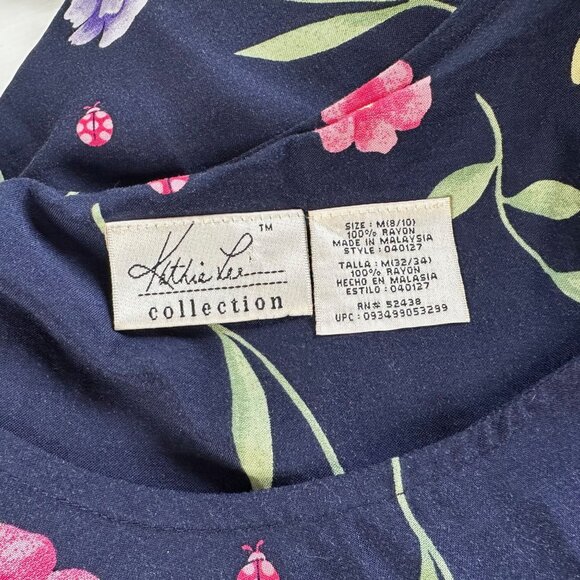 Kathie Lee ™
collection
SIZE : M(8/10)
100% RAYON
MADE IN MALAYSIA
STYLE : 040127
TALLA : M(32/34)
100% RAYON
HECHO EN MALASIA
ESTILO : 040127
RN# 52438
UPC : 093499053299